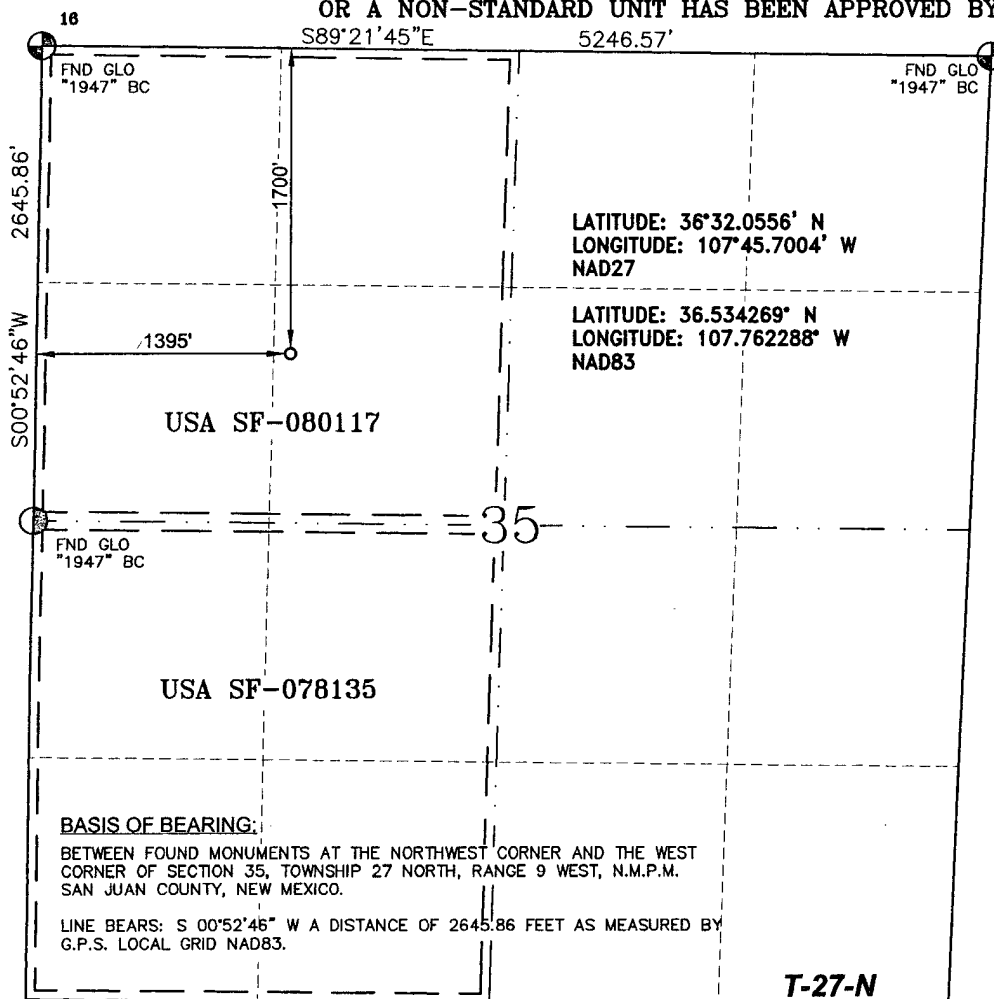 OR A NON-STANDARD UNIT HAS BEEN APPROVED BY
16
S89°21'45"E 5246.57'
FND GLO
"1947" BC
FND GLO
"1947" BC
2645.86'
S00°52'46"W
1700'
1395'
LATITUDE: 36°32.0556' N
LONGITUDE: 107°45.7004' W
NAD27
LATITUDE: 36.534269° N
LONGITUDE: 107.762288° W
NAD83
USA SF-080117
35
FND GLO
"1947" BC
USA SF-078135
BASIS OF BEARING:
BETWEEN FOUND MONUMENTS AT THE NORTHWEST CORNER AND THE WEST
CORNER OF SECTION 35, TOWNSHIP 27 NORTH, RANGE 9 WEST, N.M.P.M.
SAN JUAN COUNTY, NEW MEXICO.
LINE BEARS: S 00°52'46" W A DISTANCE OF 2645.86 FEET AS MEASURED BY
G.P.S. LOCAL GRID NAD83.
T-27-N